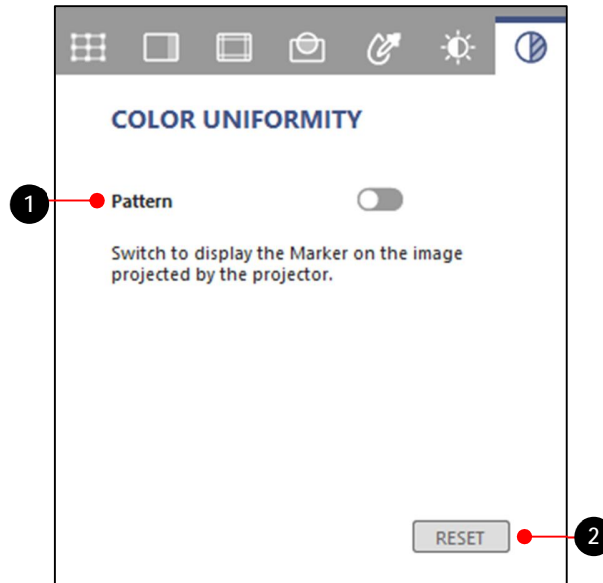 COLOR UNIFORMITY
1
Pattern
Switch to display the Marker on the image
projected by the projector.
RESET
2